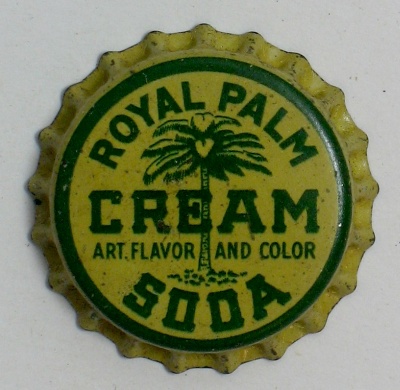 ROYAL PALM
CREAM
ART. FLAVOR AND COLOR
SODA